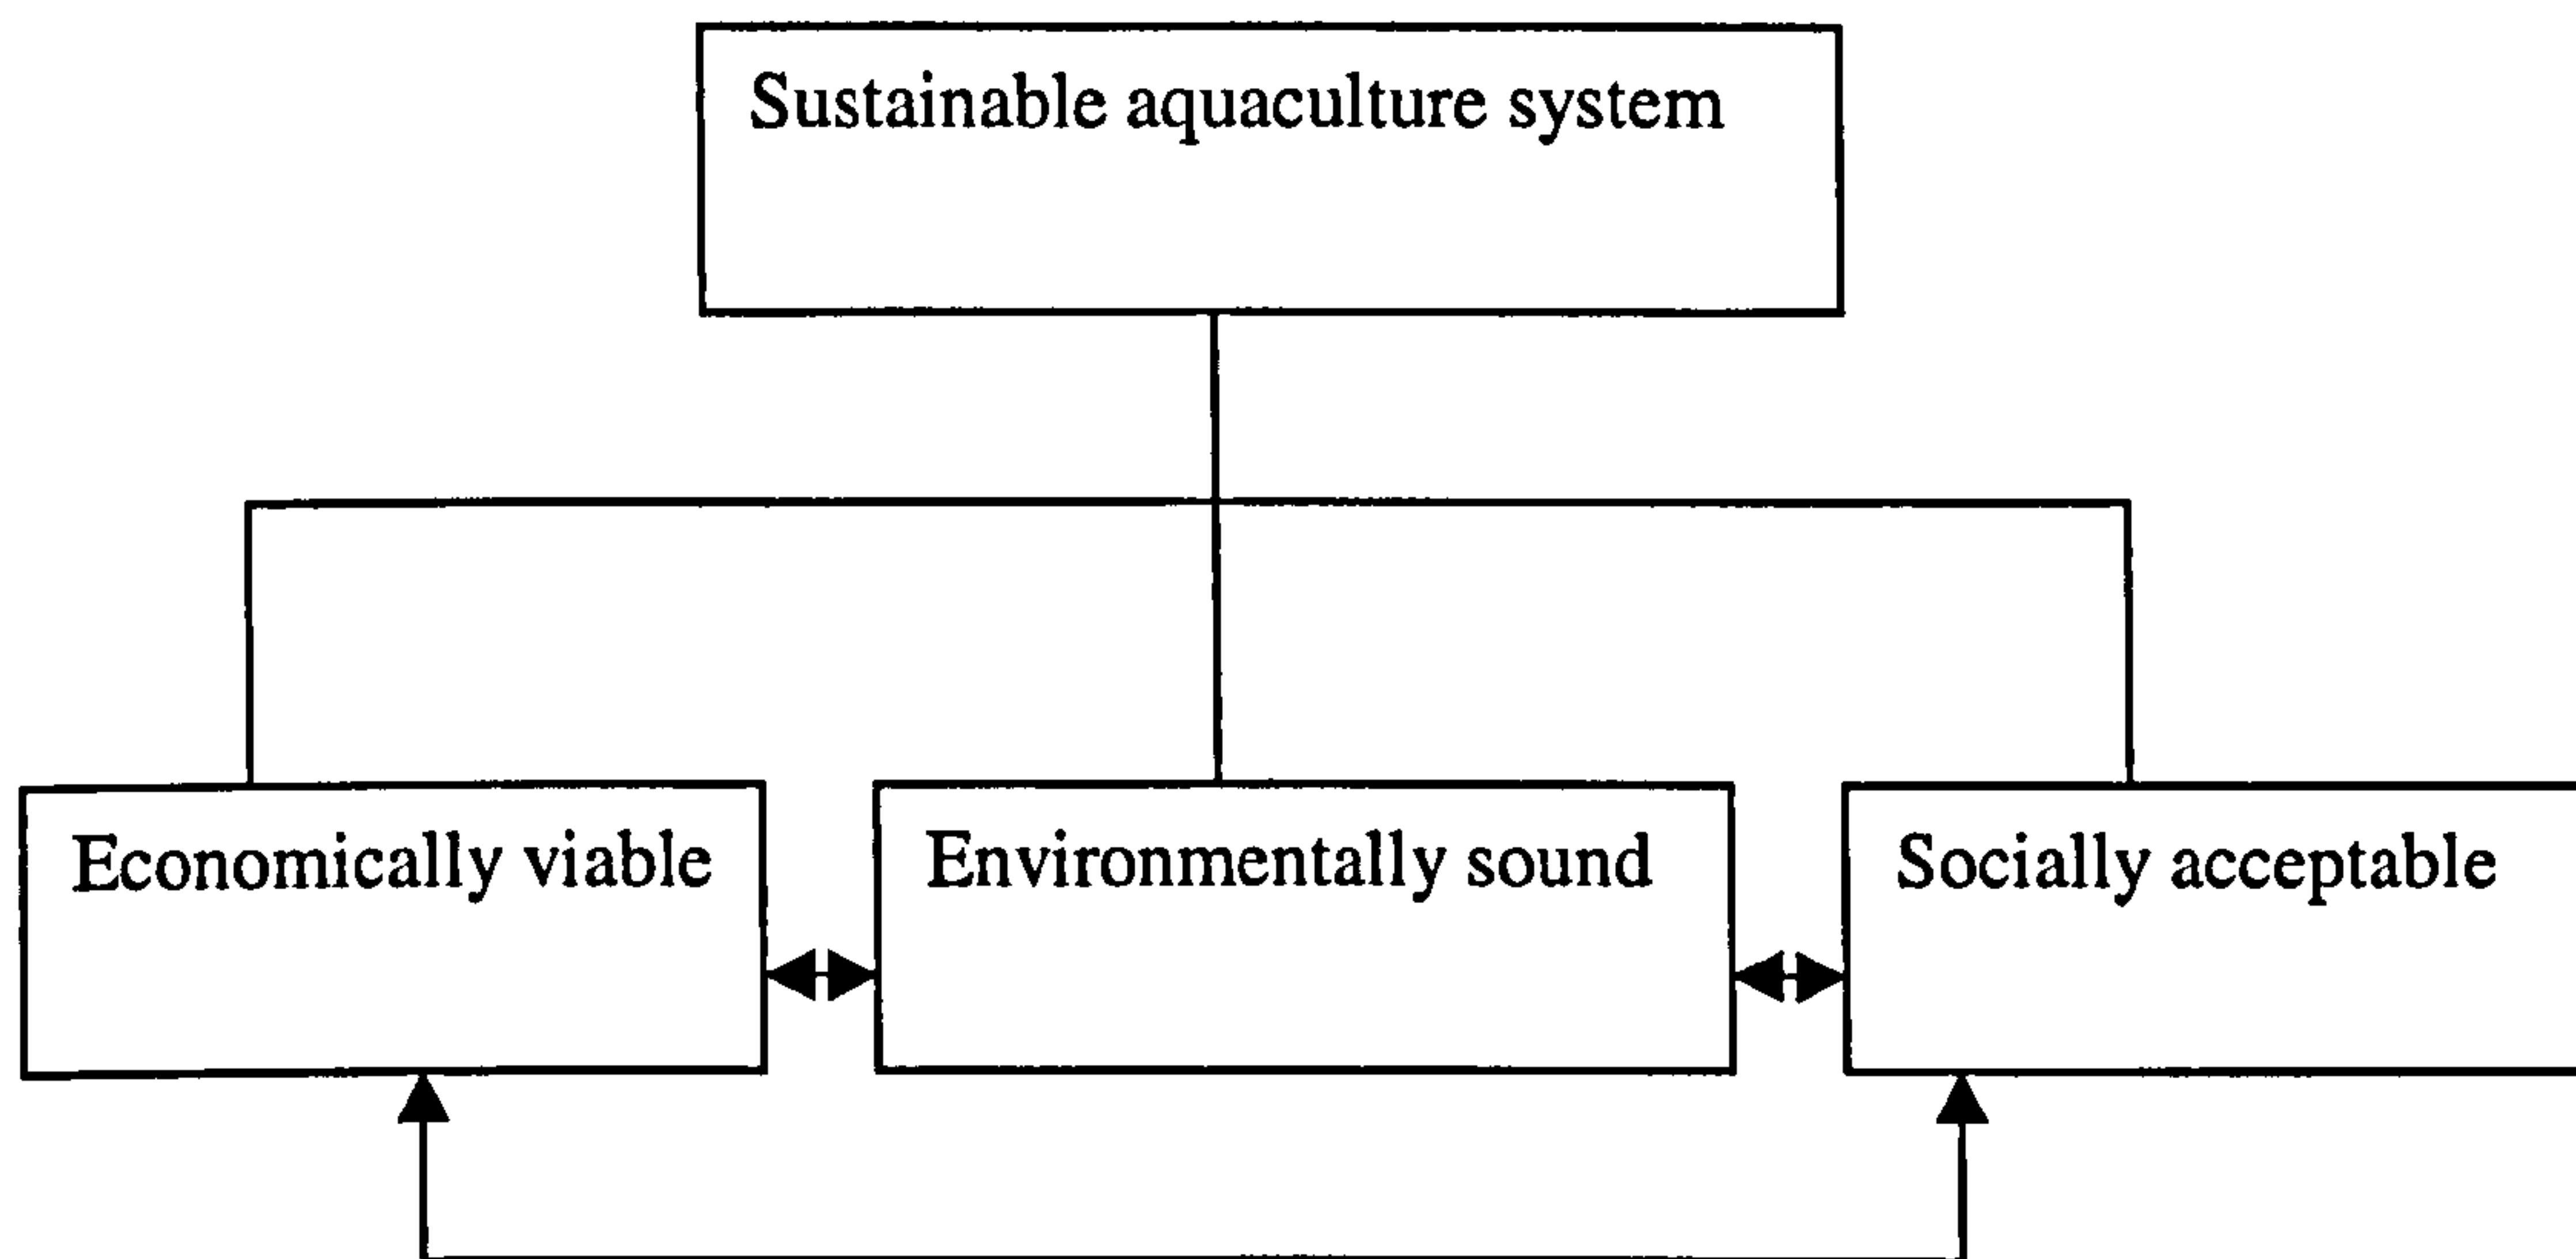 Sustainable aquaculture system
Economically viable
Environmentally sound
Socially acceptable